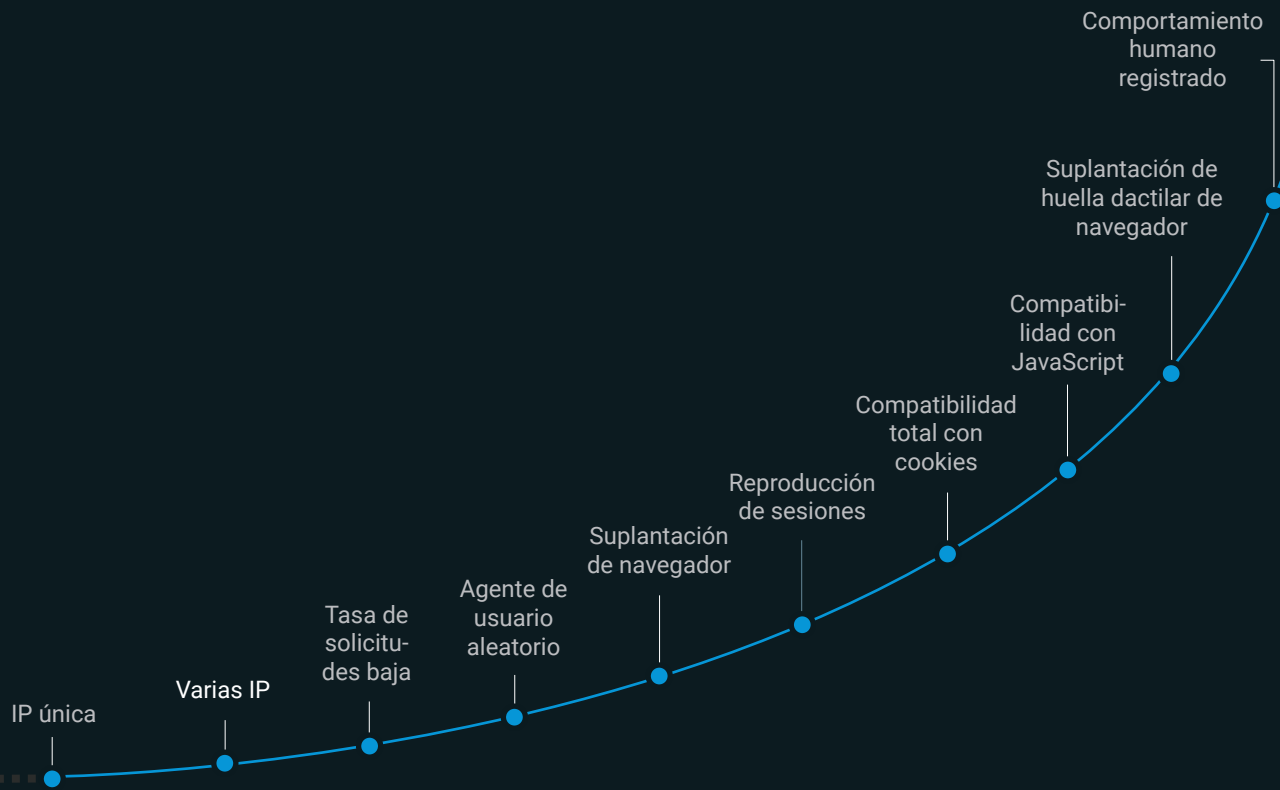 IP única
Varias IP
Tasa de
solicitu-
des baja
Agente de
usuario
aleatorio
Suplantación
de navegador
Reproducción
de sesiones
Compatibilidad
total con
cookies
Compatibi-
lidad con
JavaScript
Suplantación de
huella dactilar de
navegador
Comportamiento
humano
registrado